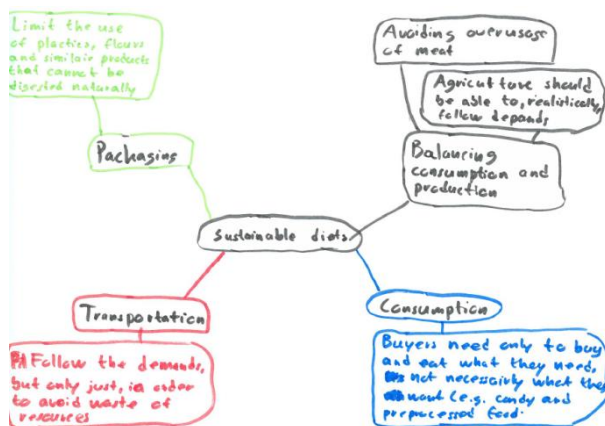 Limit the use
of plastics, flours
and similair products
that cannot be
digested naturally
Packaging
Avoiding overusage
of meat
Agricutture should
be able to, realistically,
follow depands
Balancing
consumption and
production
Sustainable diets
Transportation
Follow the demands,
but only just, in order
to avoid waste of
resources
Consumption
Buyers need only to buy
and eat what they need,
not necessairly what they
want (e.g. candy and
preprocessed food.